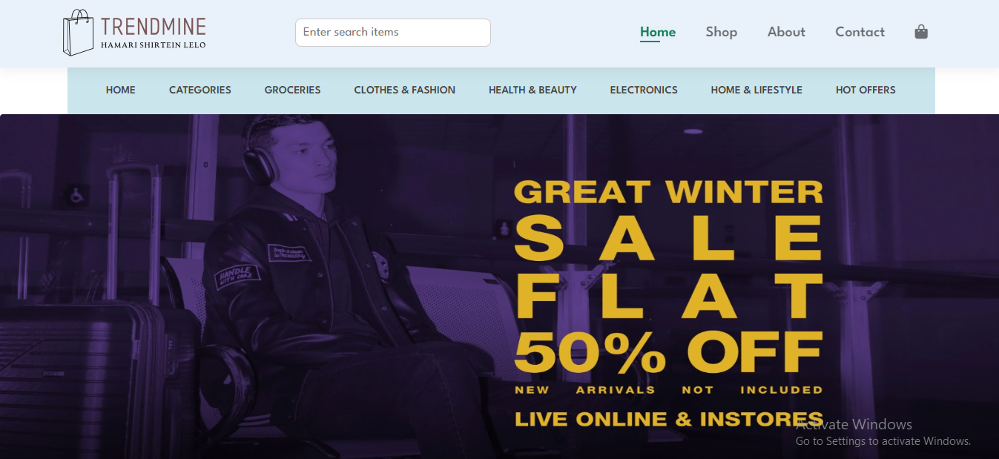 TRENDMINE
HAMARI SHIRTEIN LELO
Enter search items
Home Shop About Contact
HOME CATEGORIES GROCERIES CLOTHES & FASHION HEALTH & BEAUTY ELECTRONICS HOME & LIFESTYLE HOT OFFERS
GREAT WINTER
SALE
FLAT
50% OFF
NEW ARRIVALS NOT INCLUDED
LIVE ONLINE & INSTORES
HANDLE
WITH CARE
Activate Windows
Go to Settings to activate Windows.